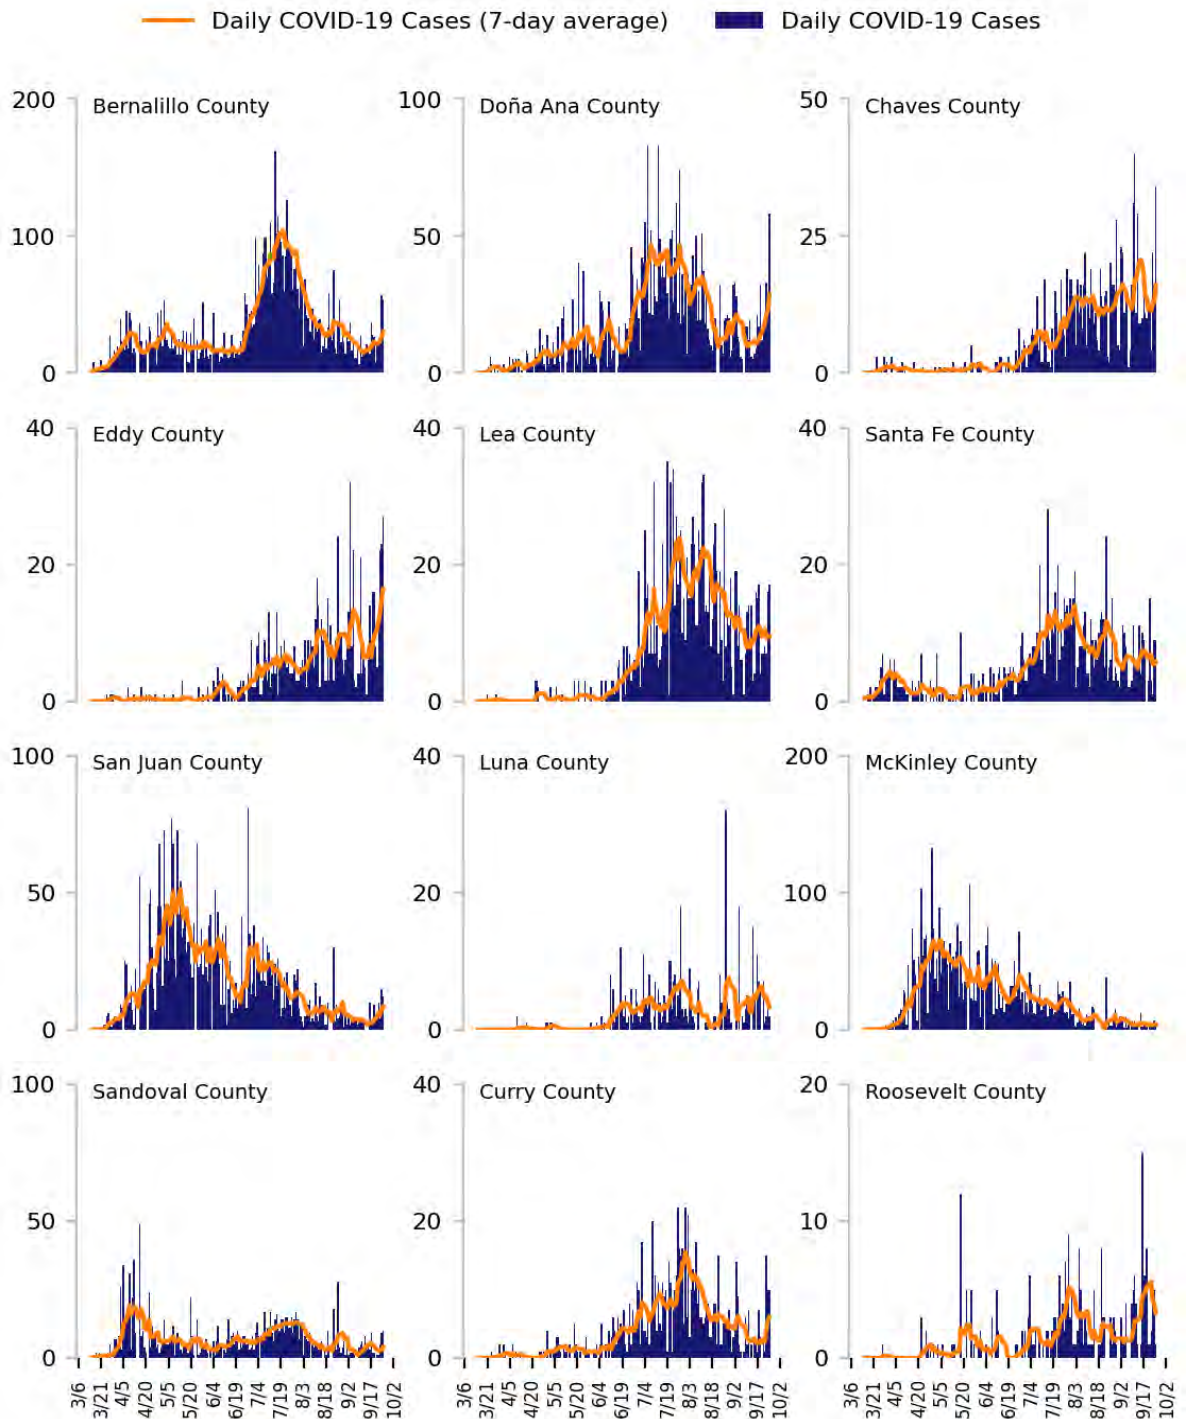 Daily COVID-19 Cases (7-day average) Daily COVID-19 Cases
200 Bernalillo County 100 Doña Ana County 50 Chaves County
100 50 25
0 0 0
40 Eddy County 40 Lea County 40 Santa Fe County
20 20 20
0 0 0
100 San Juan County 40 Luna County 200 McKinley County
50 20 100
0 0 0
100 Sandoval County 40 Curry County 20 Roosevelt County
50 20 10
0 0 0
3/6 3/21 4/5 4/20 5/5 5/20 6/4 6/19 7/4 7/19 8/3 8/18 9/2 9/17 10/2 3/6 3/21 4/5 4/20 5/5 5/20 6/4 6/19 7/4 7/19 8/3 8/18 9/2 9/17 10/2 3/6 3/21 4/5 4/20 5/5 5/20 6/4 6/19 7/4 7/19 8/3 8/18 9/2 9/17 10/2